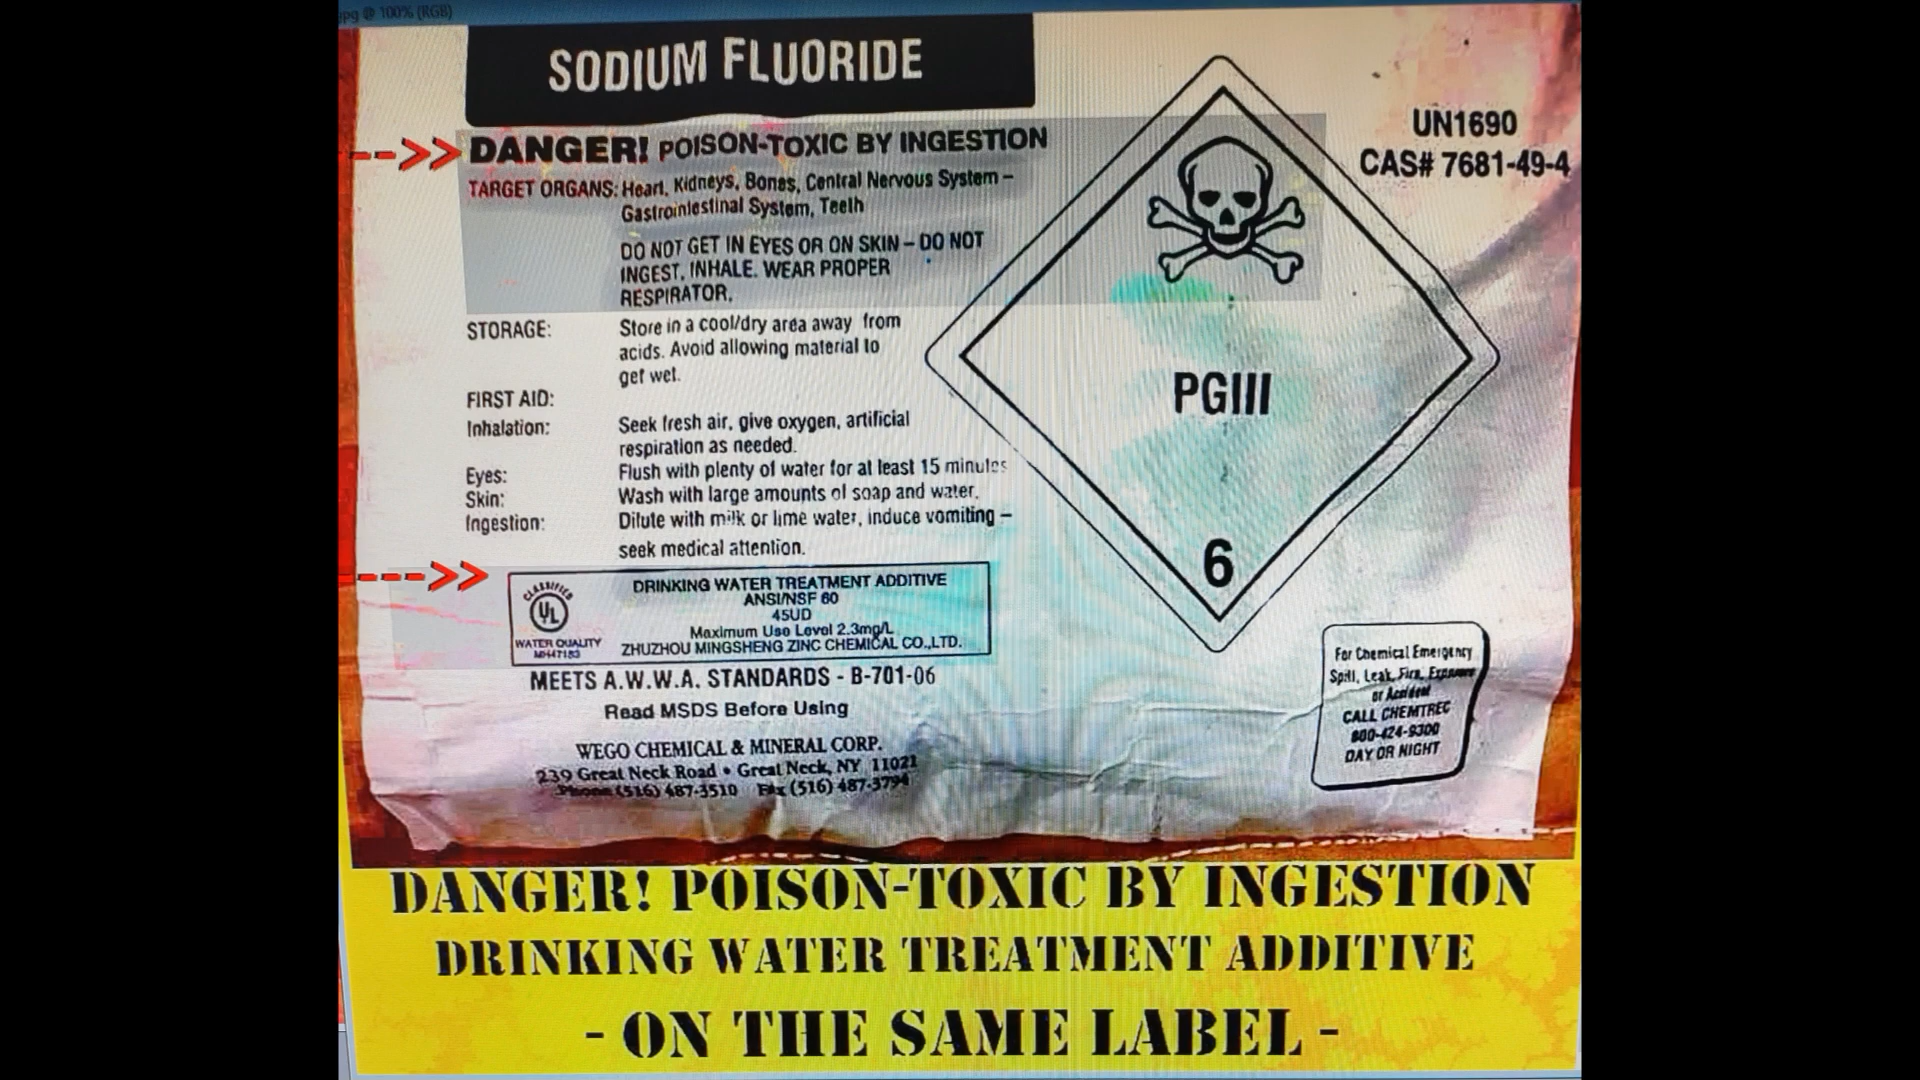 jpg @ 100% (RGB)
SODIUM FLUORIDE
DANGER! POISON-TOXIC BY INGESTION
TARGET ORGANS: Heart, Kidneys, Bones, Central Nervous System –
Gastrointestinal System, Teeth
DO NOT GET IN EYES OR ON SKIN – DO NOT
INGEST, INHALE. WEAR PROPER
RESPIRATOR.
STORAGE: Store in a cool/dry area away from
acids. Avoid allowing material to
get wet.
FIRST AID:
Inhalation: Seek fresh air, give oxygen, artificial
respiration as needed.
Eyes: Flush with plenty of water for at least 15 minutes
Skin: Wash with large amounts of soap and water.
Ingestion: Dilute with milk or lime water, induce vomiting –
seek medical attention.
CLASSIFIED
UL
WATER QUALITY
MH47183
DRINKING WATER TREATMENT ADDITIVE
ANSI/NSF 60
45UD
Maximum Use Level 2.3mg/L
ZHUZHOU MINGSHENG ZINC CHEMICAL CO.,LTD.
MEETS A.W.W.A. STANDARDS - B-701-06
Read MSDS Before Using
WEGO CHEMICAL & MINERAL CORP.
239 Great Neck Road • Great Neck, NY 11021
Phone (516) 487-3510 Fax (516) 487-3794
UN1690
CAS# 7681-49-4
PGIII
6
For Chemical Emergency
Spill, Leak, Fire, Exposure
or Accident
CALL CHEMTREC
800-424-9300
DAY OR NIGHT
DANGER! POISON-TOXIC BY INGESTION
DRINKING WATER TREATMENT ADDITIVE
- ON THE SAME LABEL -